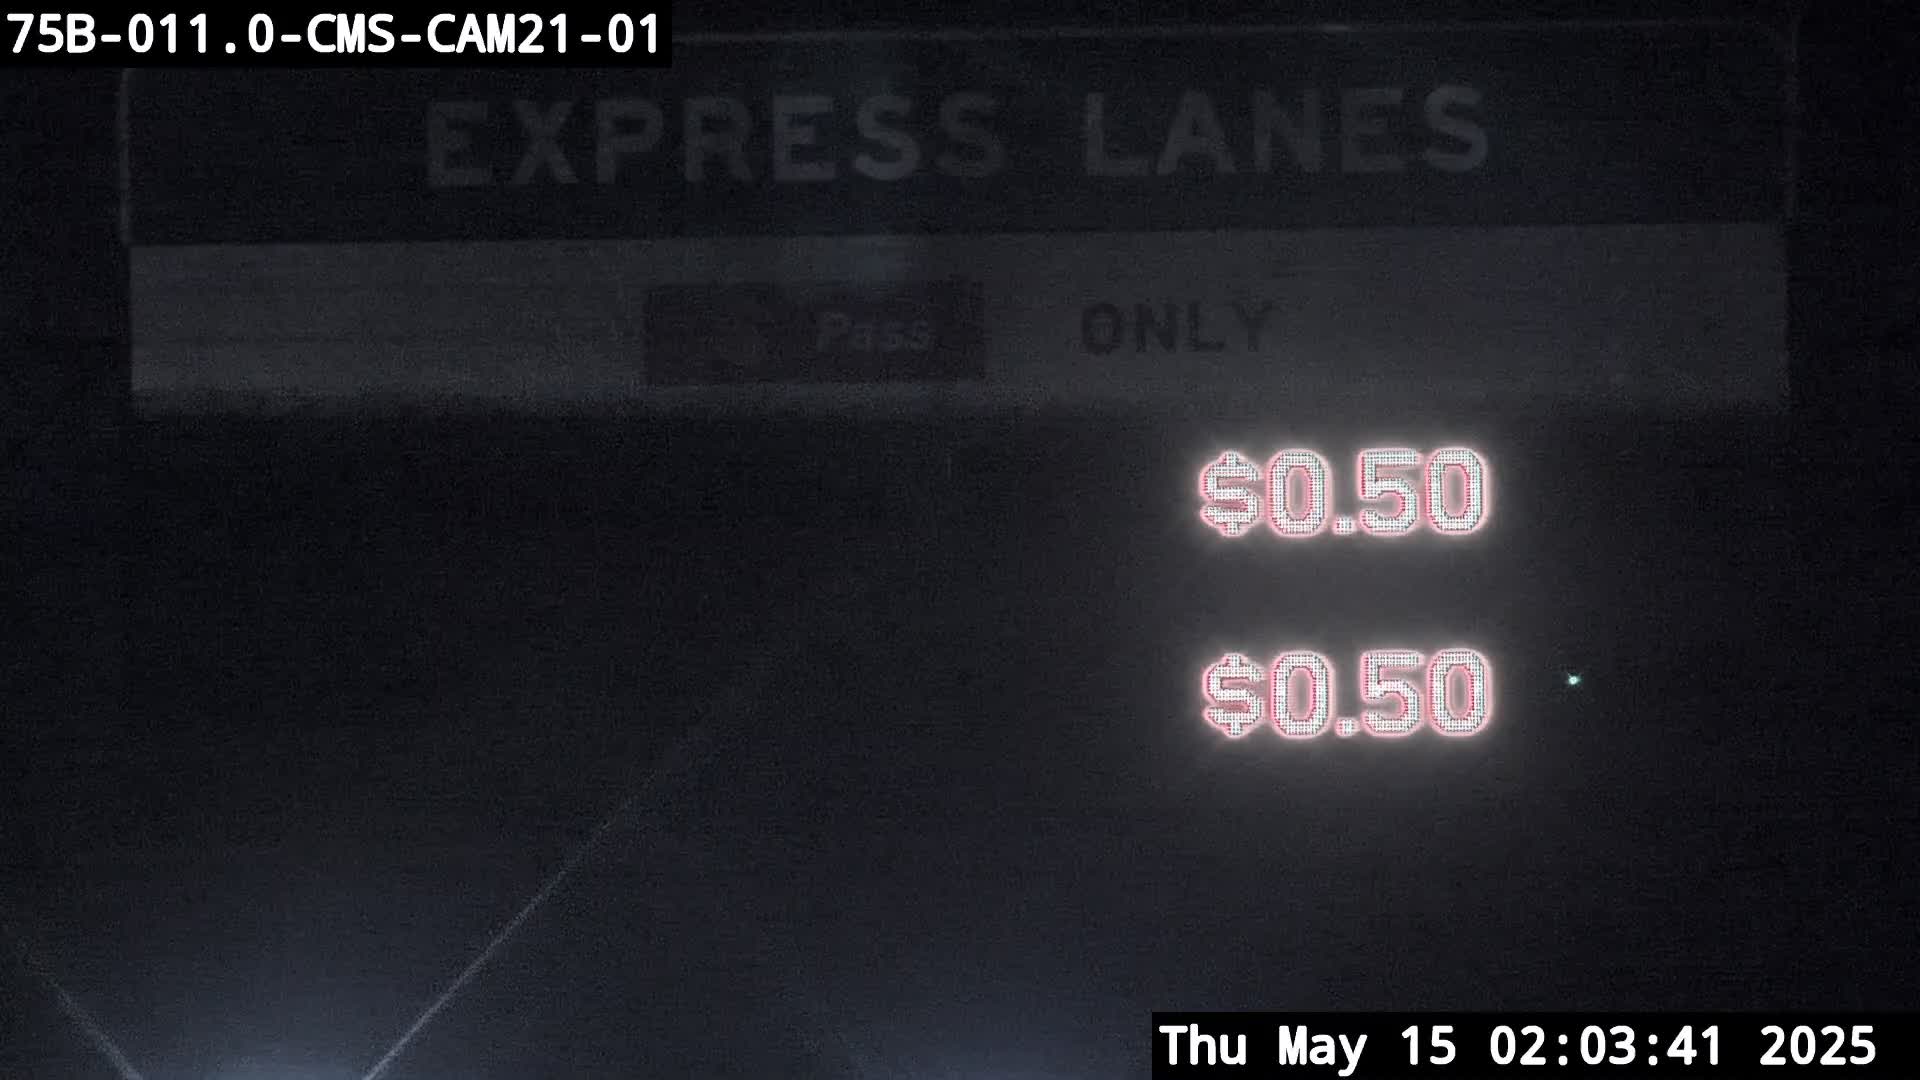 75B-011.0-CMS-CAM21-01
EXPRESS LANES
Pass ONLY
$0.50
$0.50
Thu May 15 02:03:41 2025